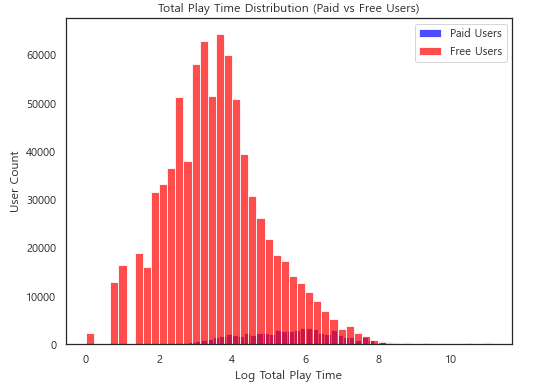 Total Play Time Distribution (Paid vs Free Users)
Paid Users
Free Users
60000
50000
40000
30000
20000
10000
0
User Count
0 2 4 6 8 10
Log Total Play Time